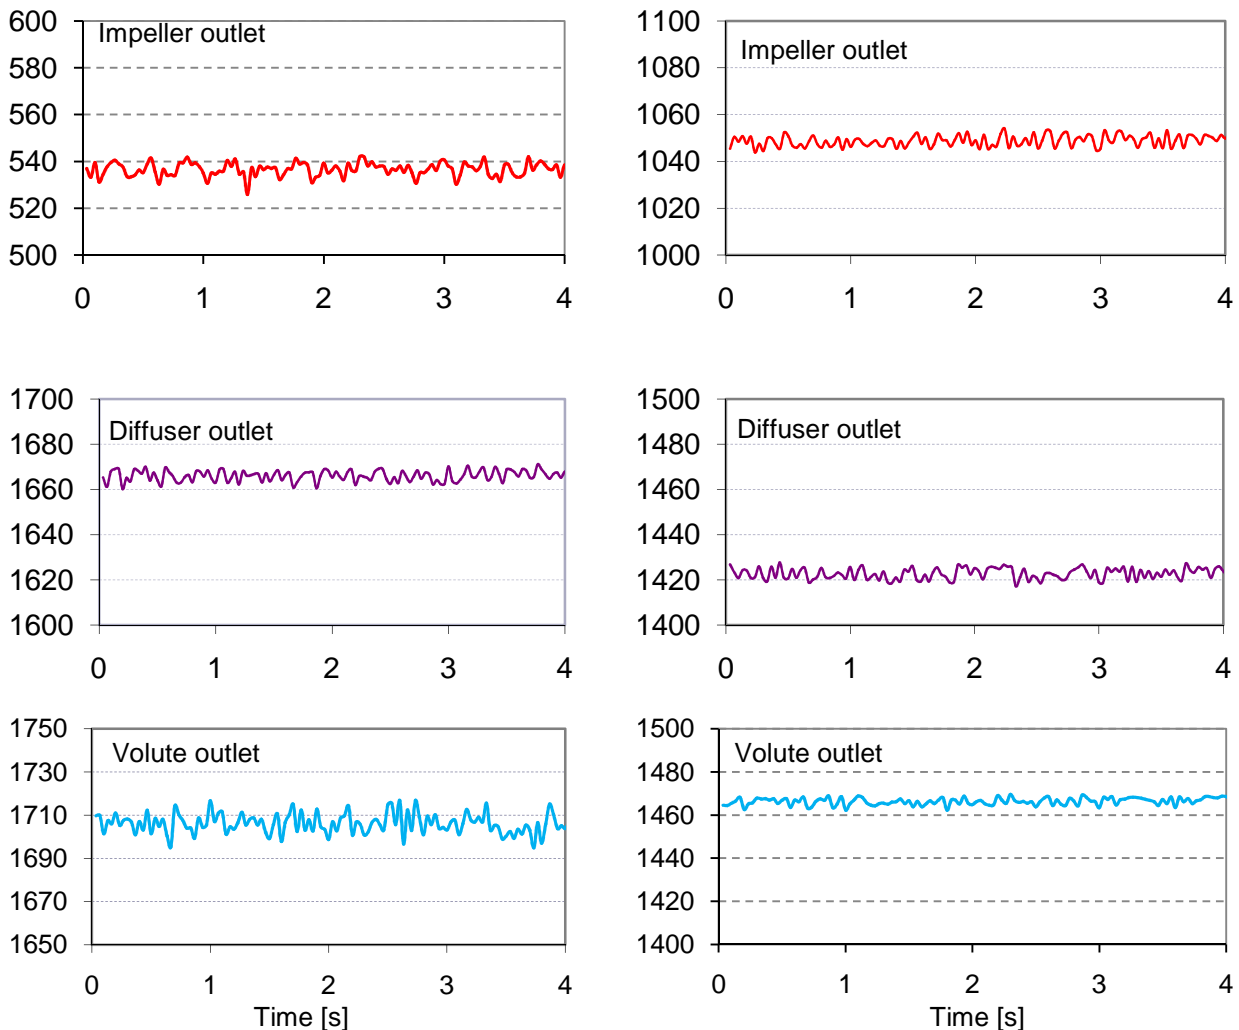 600
Impeller outlet
580
560
540
520
500
0 1 2 3 4
1100
Impeller outlet
1080
1060
1040
1020
1000
0 1 2 3 4
1700
Diffuser outlet
1680
1660
1640
1620
1600
0 1 2 3 4
1500
Diffuser outlet
1480
1460
1440
1420
1400
0 1 2 3 4
1750
Volute outlet
1730
1710
1690
1670
1650
0 1 2 3 4
Time [s]
1500
Volute outlet
1480
1460
1440
1420
1400
0 1 2 3 4
Time [s]